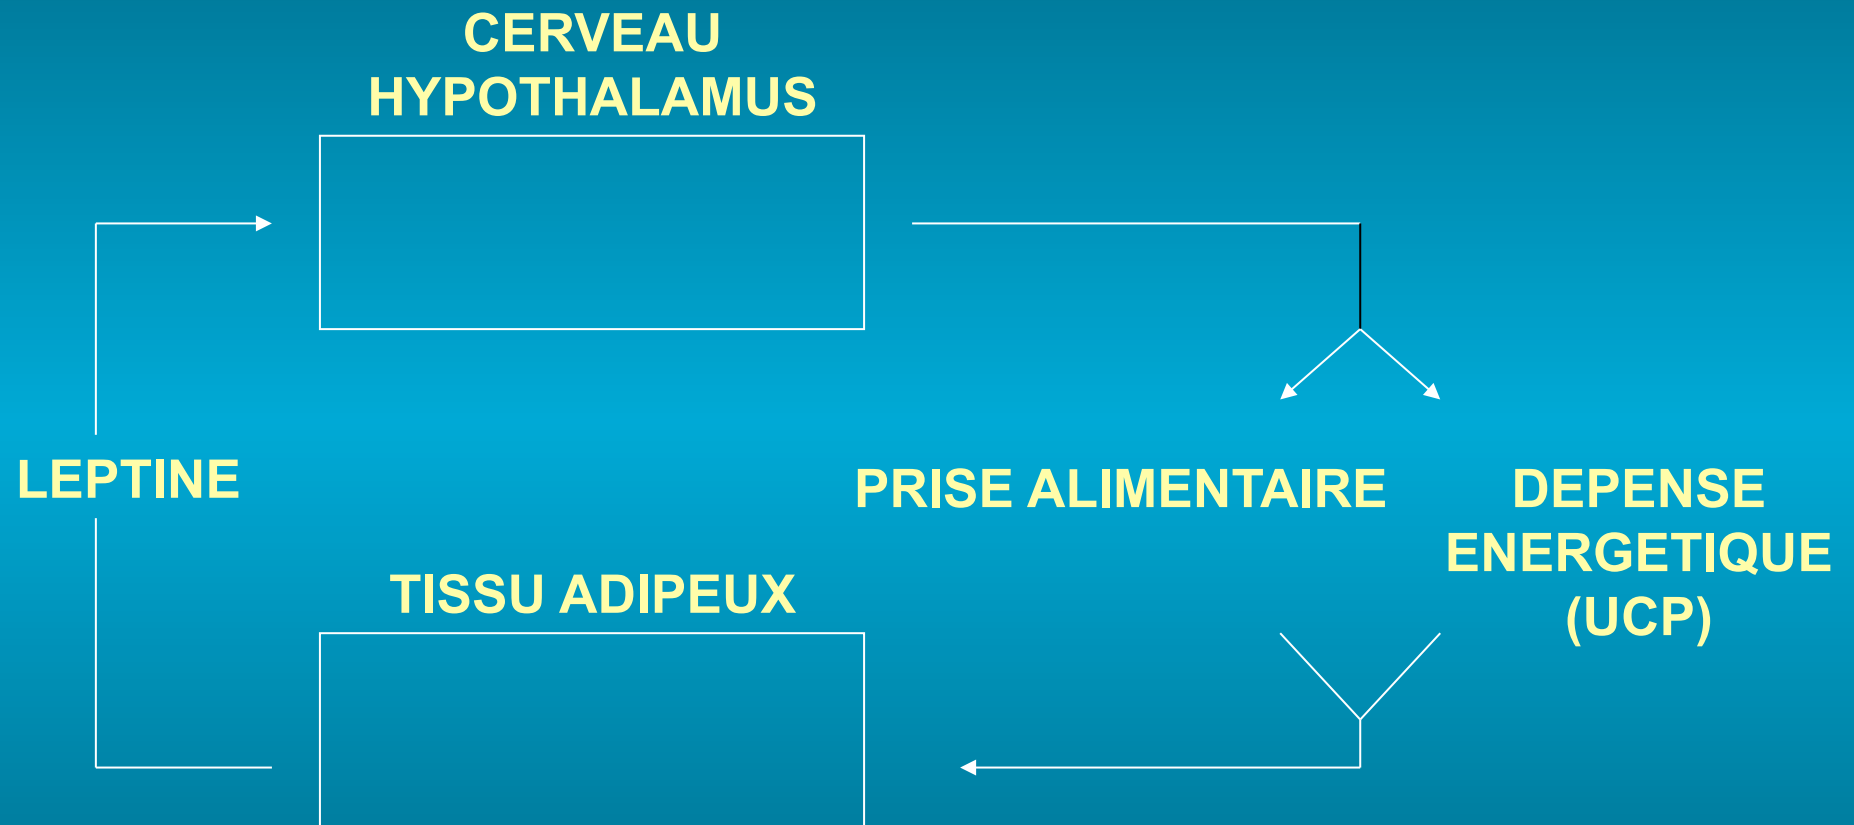 CERVEAU
HYPOTHALAMUS
LEPTINE
PRISE ALIMENTAIRE
DEPENSE
ENERGETIQUE
(UCP)
TISSU ADIPEUX